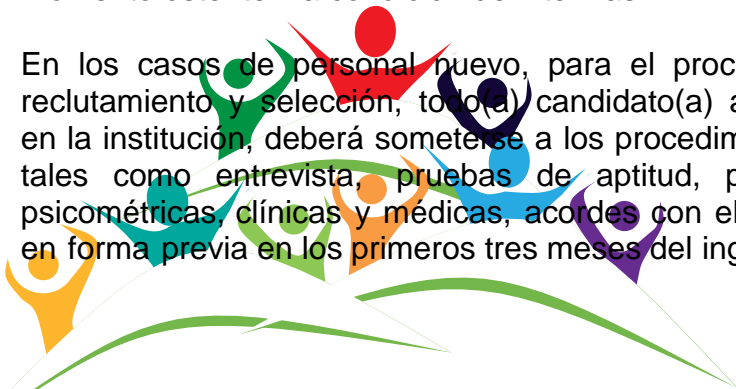 En los casos de personal nuevo, para el proc
reclutamiento y selección, todo(a) candidato(a) a
en la institución, deberá someterse a los procedim
tales como entrevista, pruebas de aptitud, p
psicométricas, clínicas y médicas, acordes con el
en forma previa en los primeros tres meses del ing